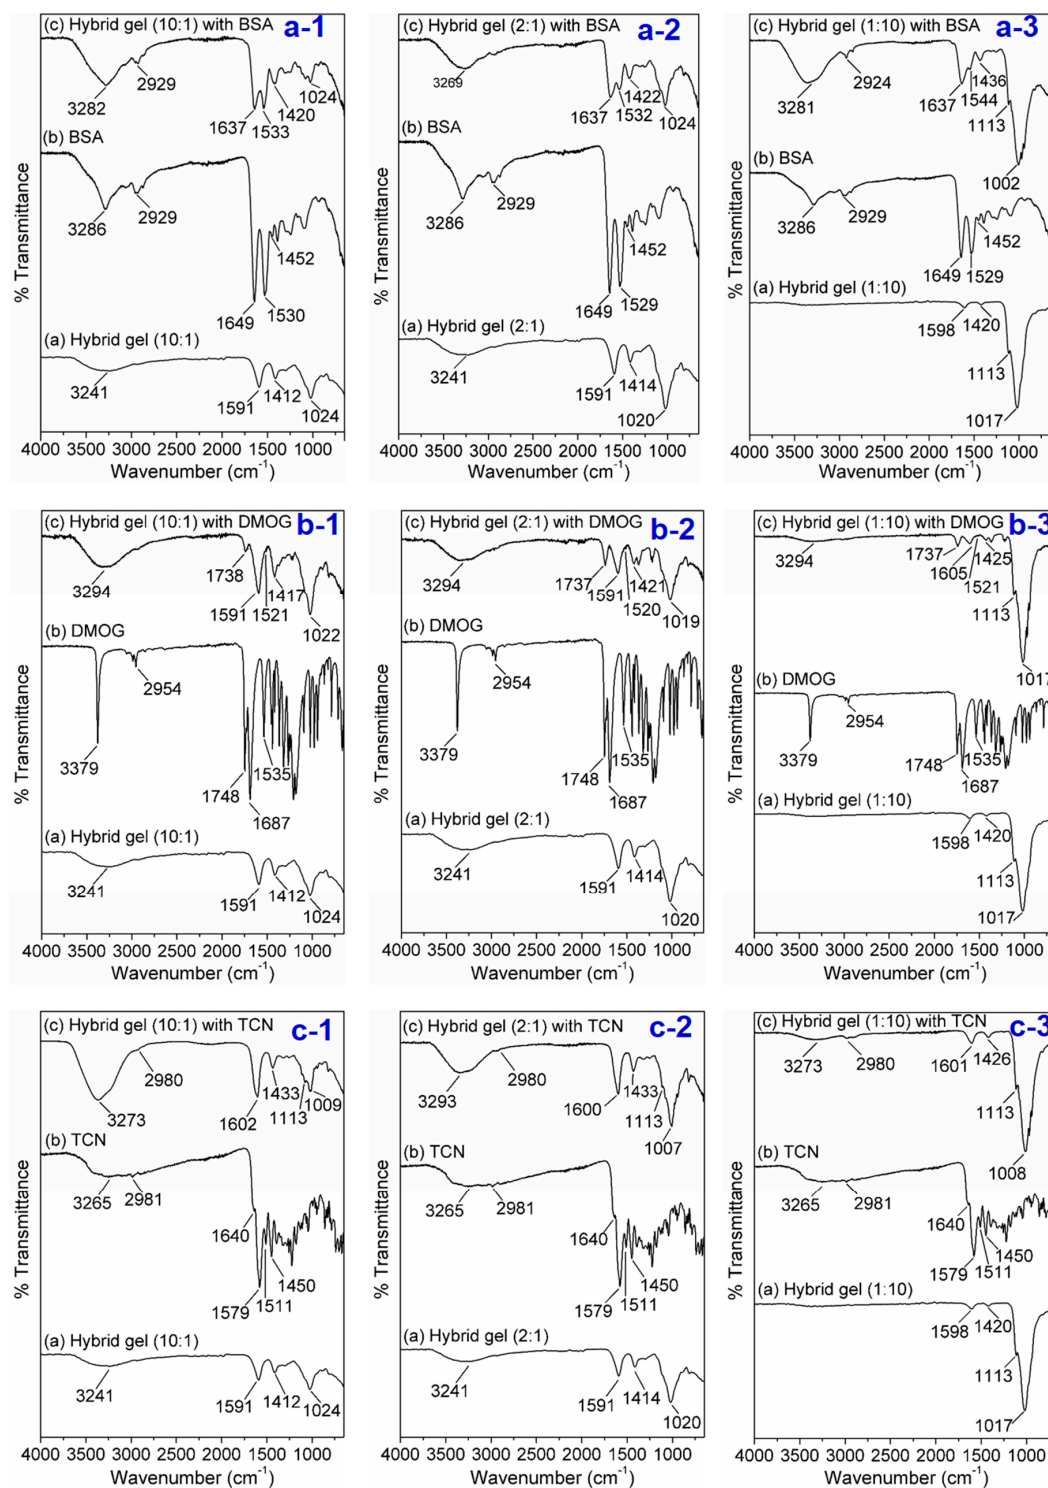 (c) Hybrid gel (10:1) with BSA a-1
2929
3282
1024
1637
1420
1533
(b) BSA
2929
3286
1452
1649
1530
(a) Hybrid gel (10:1)
3241
1591
1412
1024
4000 3500 3000 2500 2000 1500 1000
Wavenumber (cm⁻¹)
% Transmittance
(c) Hybrid gel (2:1) with BSA a-2
3269
1422
1637
1532
1024
(b) BSA
2929
3286
1452
1649
1529
(a) Hybrid gel (2:1)
3241
1591
1414
1020
4000 3500 3000 2500 2000 1500 1000
Wavenumber (cm⁻¹)
% Transmittance
(c) Hybrid gel (1:10) with BSA a-3
2924
1436
3281
1637
1544
1113
1002
(b) BSA
2929
3286
1452
1649
1529
(a) Hybrid gel (1:10)
1598
1420
1113
1017
4000 3500 3000 2500 2000 1500 1000
Wavenumber (cm⁻¹)
% Transmittance
(c) Hybrid gel (10:1) with DMOG b-1
3294
1738
1591
1417
1521
1022
(b) DMOG
2954
3379
1535
1748
1687
(a) Hybrid gel (10:1)
3241
1591
1412
1024
4000 3500 3000 2500 2000 1500 1000
Wavenumber (cm⁻¹)
% Transmittance
(c) Hybrid gel (2:1) with DMOG b-2
3294
1737
1591
1421
1520
1019
(b) DMOG
2954
3379
1535
1748
1687
(a) Hybrid gel (2:1)
3241
1591
1414
1020
4000 3500 3000 2500 2000 1500 1000
Wavenumber (cm⁻¹)
% Transmittance
(c) Hybrid gel (1:10) with DMOG b-3
3294
1737
1425
1605
1521
1113
1017
(b) DMOG
2954
3379
1535
1748
1687
(a) Hybrid gel (1:10)
1598
1420
1113
1017
4000 3500 3000 2500 2000 1500 1000
Wavenumber (cm⁻¹)
% Transmittance
(c) Hybrid gel (10:1) with TCN c-1
2980
3273
1433
1009
1113
1602
(b) TCN
3265
2981
1640
1450
1579
1511
(a) Hybrid gel (10:1)
3241
1591
1412
1024
4000 3500 3000 2500 2000 1500 1000
Wavenumber (cm⁻¹)
% Transmittance
(c) Hybrid gel (2:1) with TCN c-2
2980
3293
1433
1600
1113
1007
(b) TCN
3265
2981
1640
1450
1579
1511
(a) Hybrid gel (2:1)
3241
1591
1414
1020
4000 3500 3000 2500 2000 1500 1000
Wavenumber (cm⁻¹)
% Transmittance
(c) Hybrid gel (1:10) with TCN c-3
3273
2980
1601
1426
1113
1008
(b) TCN
3265
2981
1640
1450
1579
1511
(a) Hybrid gel (1:10)
1598
1420
1113
1017
4000 3500 3000 2500 2000 1500 1000
Wavenumber (cm⁻¹)
% Transmittance